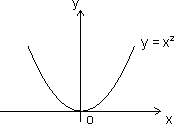 y
y = x²
0
x